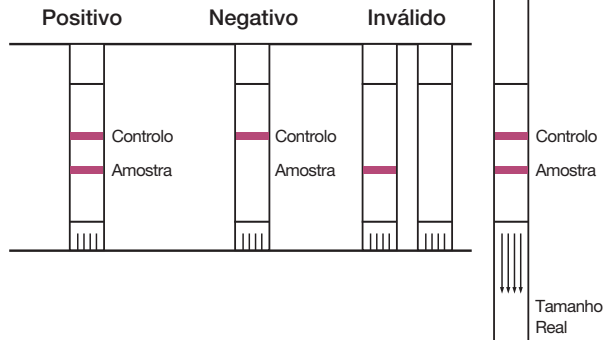 Positivo Negativo Inválido
Controlo Controlo Controlo
Amostra Amostra Amostra
Tamanho
Real